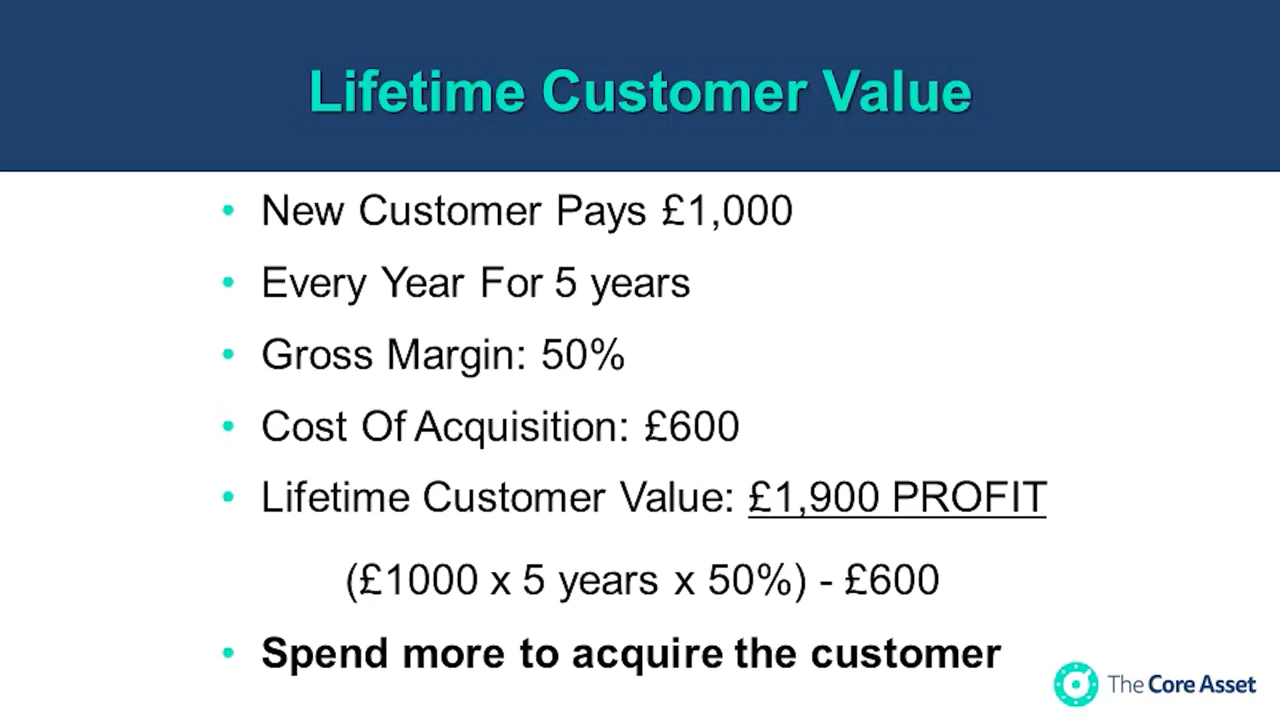 Lifetime Customer Value
• New Customer Pays £1,000
• Every Year For 5 years
• Gross Margin: 50%
• Cost Of Acquisition: £600
• Lifetime Customer Value: £1,900 PROFIT
(£1000 x 5 years x 50%) - £600
• Spend more to acquire the customer
The Core Asset